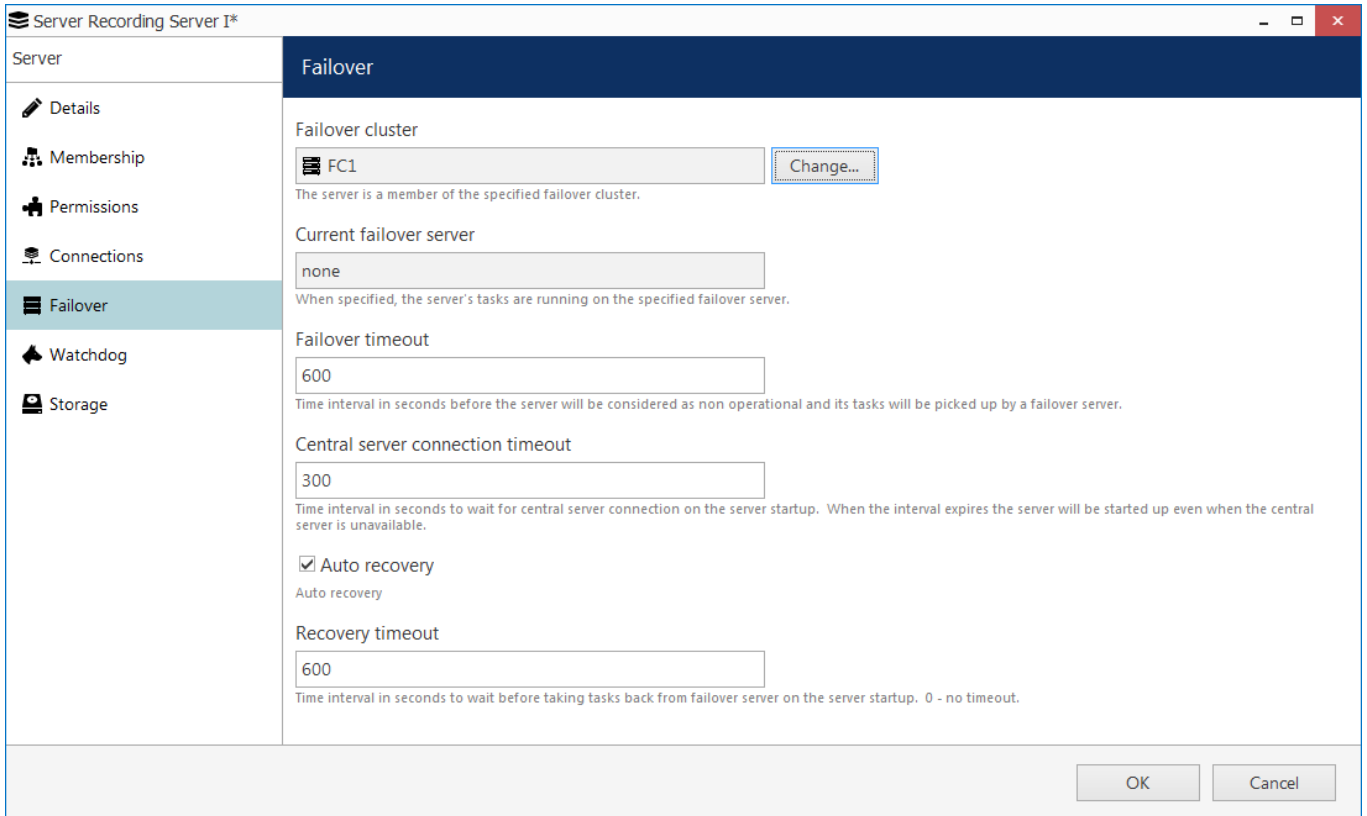 Server Recording Server I*
Server
Failover
Details
Membership
Permissions
Connections
Failover
Watchdog
Storage
Failover cluster
FC1
Change...
The server is a member of the specified failover cluster.
Current failover server
none
When specified, the server's tasks are running on the specified failover server.
Failover timeout
600
Time interval in seconds before the server will be considered as non operational and its tasks will be picked up by a failover server.
Central server connection timeout
300
Time interval in seconds to wait for central server connection on the server startup.  When the interval expires the server will be started up even when the central
server is unavailable.
Auto recovery
Auto recovery
Recovery timeout
600
Time interval in seconds to wait before taking tasks back from failover server on the server startup.  0 - no timeout.
OK
Cancel